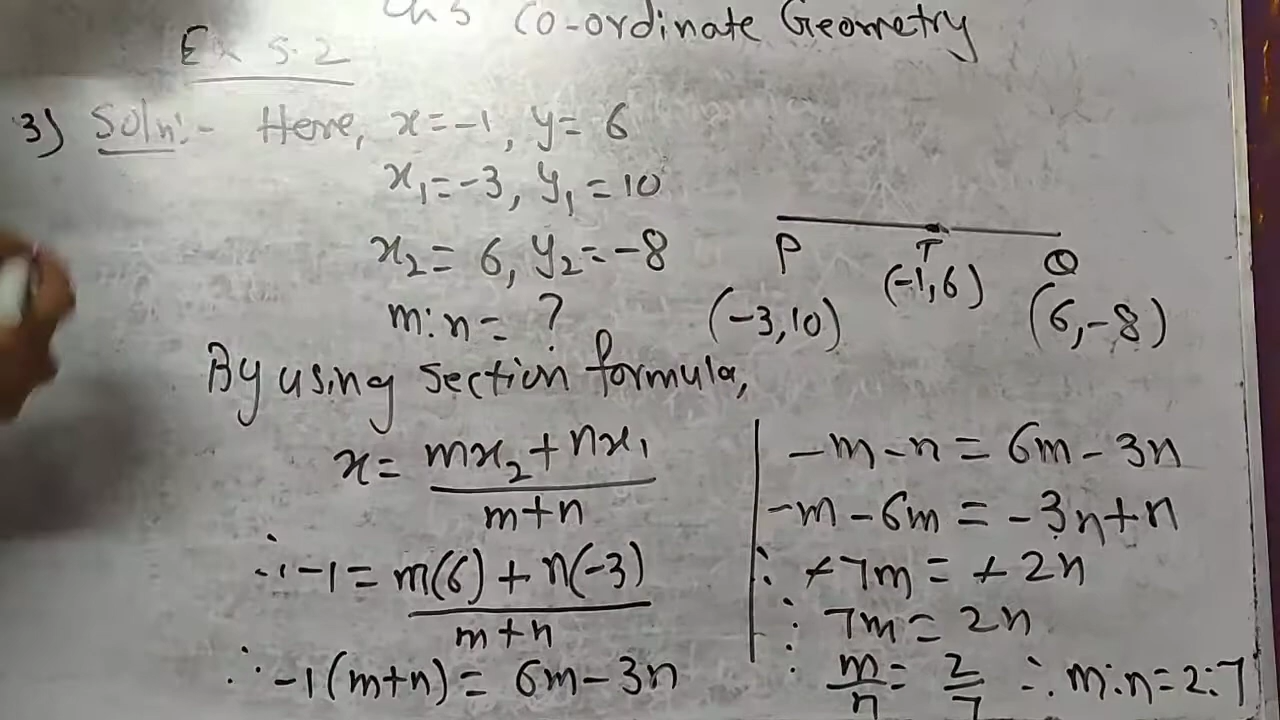 Ch 5 Co-ordinate Geometry
Ex 5.2
3) Soln:- Here, x=-1, y= 6
x₁=-3, y₁=10
x₂= 6, y₂=-8
m:n= ?
P T Q
(-3,10) (-1,6) (6,-8)
By using section formula,
x= mx₂+nx₁
m+n
∴ -1= m(6)+n(-3)
m+n
∴ -1(m+n)= 6m-3n
-m-n= 6m-3n
-m-6m= -3n+n
∴ +7m= +2n
∴ 7m= 2n
∴ m/n= 2/7 ∴ m:n=2:7